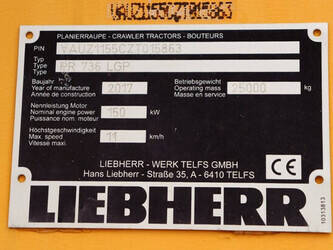 VAUZ1155CZT015863
PLANIERRAUPE - CRAWLER TRACTORS - BOUTEURS
PIN VAUZ1155CZT015863
Typ
Type PR 736 LGP
Type
Baujahr
Year of manufacture 2017
Année de construction
Betriebsgewicht
Operating mass 25000 kg
Masse en service
Nennleistung Motor
Nominal engine power 150 kW
Puissance nom. moteur
Höchstgeschwindigkeit
Max. speed 11 km/h
Vitesse maxi.
LIEBHERR - WERK TELFS GMBH
Hans Liebherr - Straße 35, A - 6410 TELFS
CE
LIEBHERR
10313813